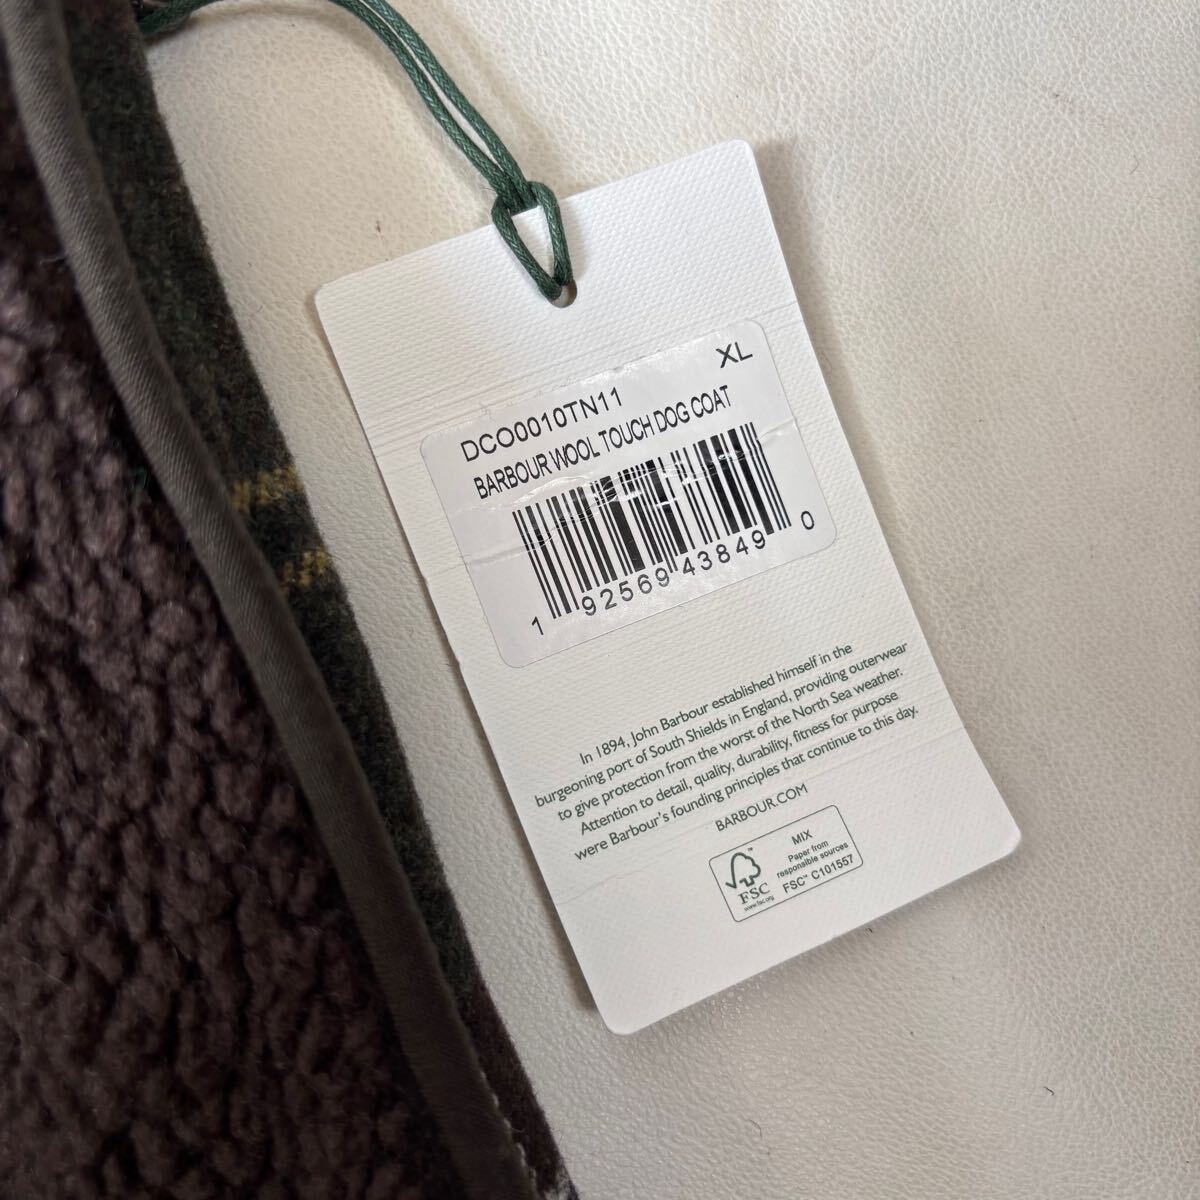 XL
DCO0010TN11
BARBOUR WOOL TOUCH DOG COAT
1 92569 43849 0
In 1894, John Barbour established himself in the
burgeoning port of South Shields in England, providing outerwear
to give protection from the worst of the North Sea weather.
Attention to detail, quality, durability, fitness for purpose
were Barbour's founding principles that continue to this day.
BARBOUR.COM
FSC
www.fsc.org
MIX
Paper from
responsible sources
FSC™ C101557